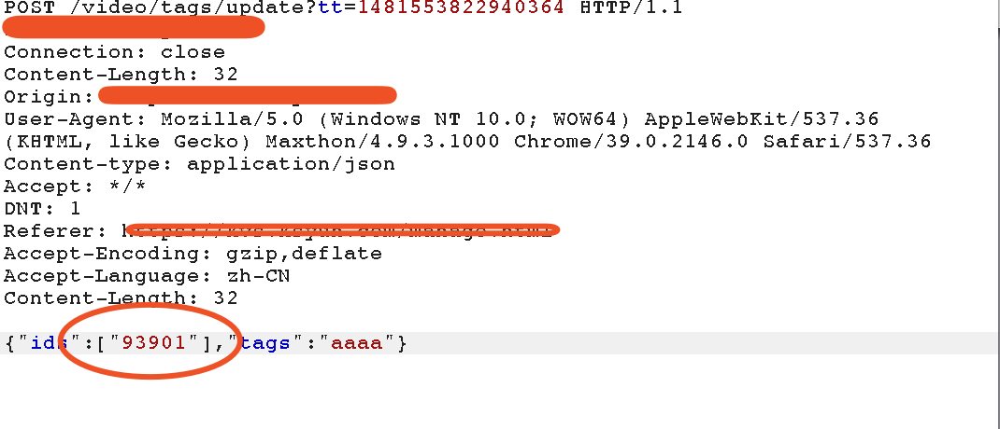 POST /video/tags/update?tt=1481553822940364 HTTP/1.1
Connection: close
Content-Length: 32
Origin:
User-Agent: Mozilla/5.0 (Windows NT 10.0; WOW64) AppleWebKit/537.36
(KHTML, like Gecko) Maxthon/4.9.3.1000 Chrome/39.0.2146.0 Safari/537.36
Content-type: application/json
Accept: */*
DNT: 1
Referer:
Accept-Encoding: gzip,deflate
Accept-Language: zh-CN
Content-Length: 32
{"ids":["93901"],"tags":"aaaa"}